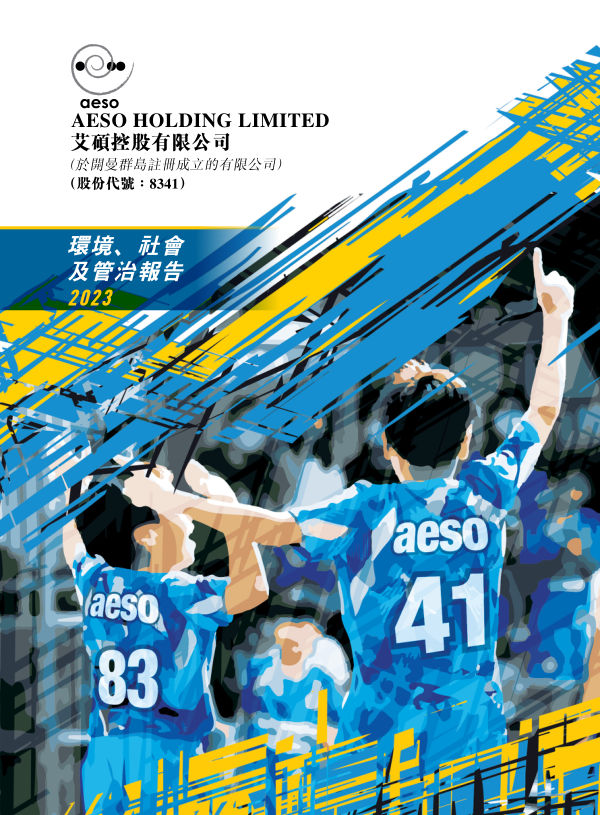 aeso
AESO HOLDING LIMITED
艾碩控股有限公司
(於開曼群島註冊成立的有限公司)
(股份代號：8341)
環境、社會
及管治報告
2023
aeso
41
aeso
83